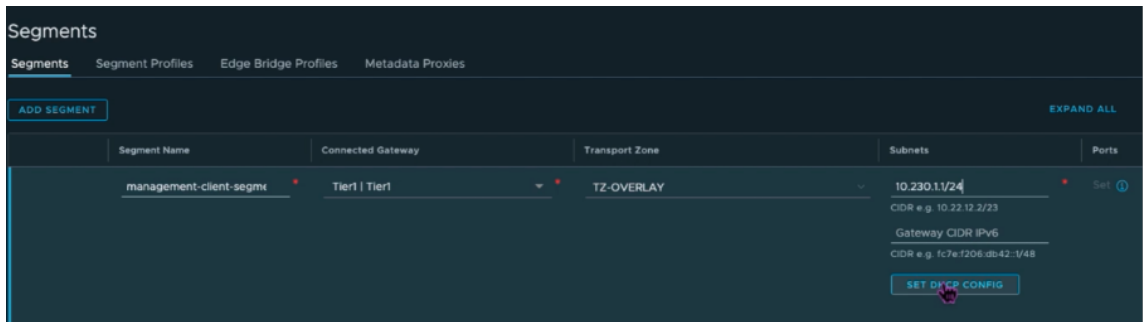 Segments
Segments Segment Profiles Edge Bridge Profiles Metadata Proxies
ADD SEGMENT EXPAND ALL
Segment Name Connected Gateway Transport Zone Subnets Ports
management-client-segme * Tier1 | Tier1 * TZ-OVERLAY 10.230.1.1/24 * Set
CIDR e.g. 10.22.12.2/23
Gateway CIDR IPv6
CIDR e.g. fc7e:f206:db42::1/48
SET DHCP CONFIG